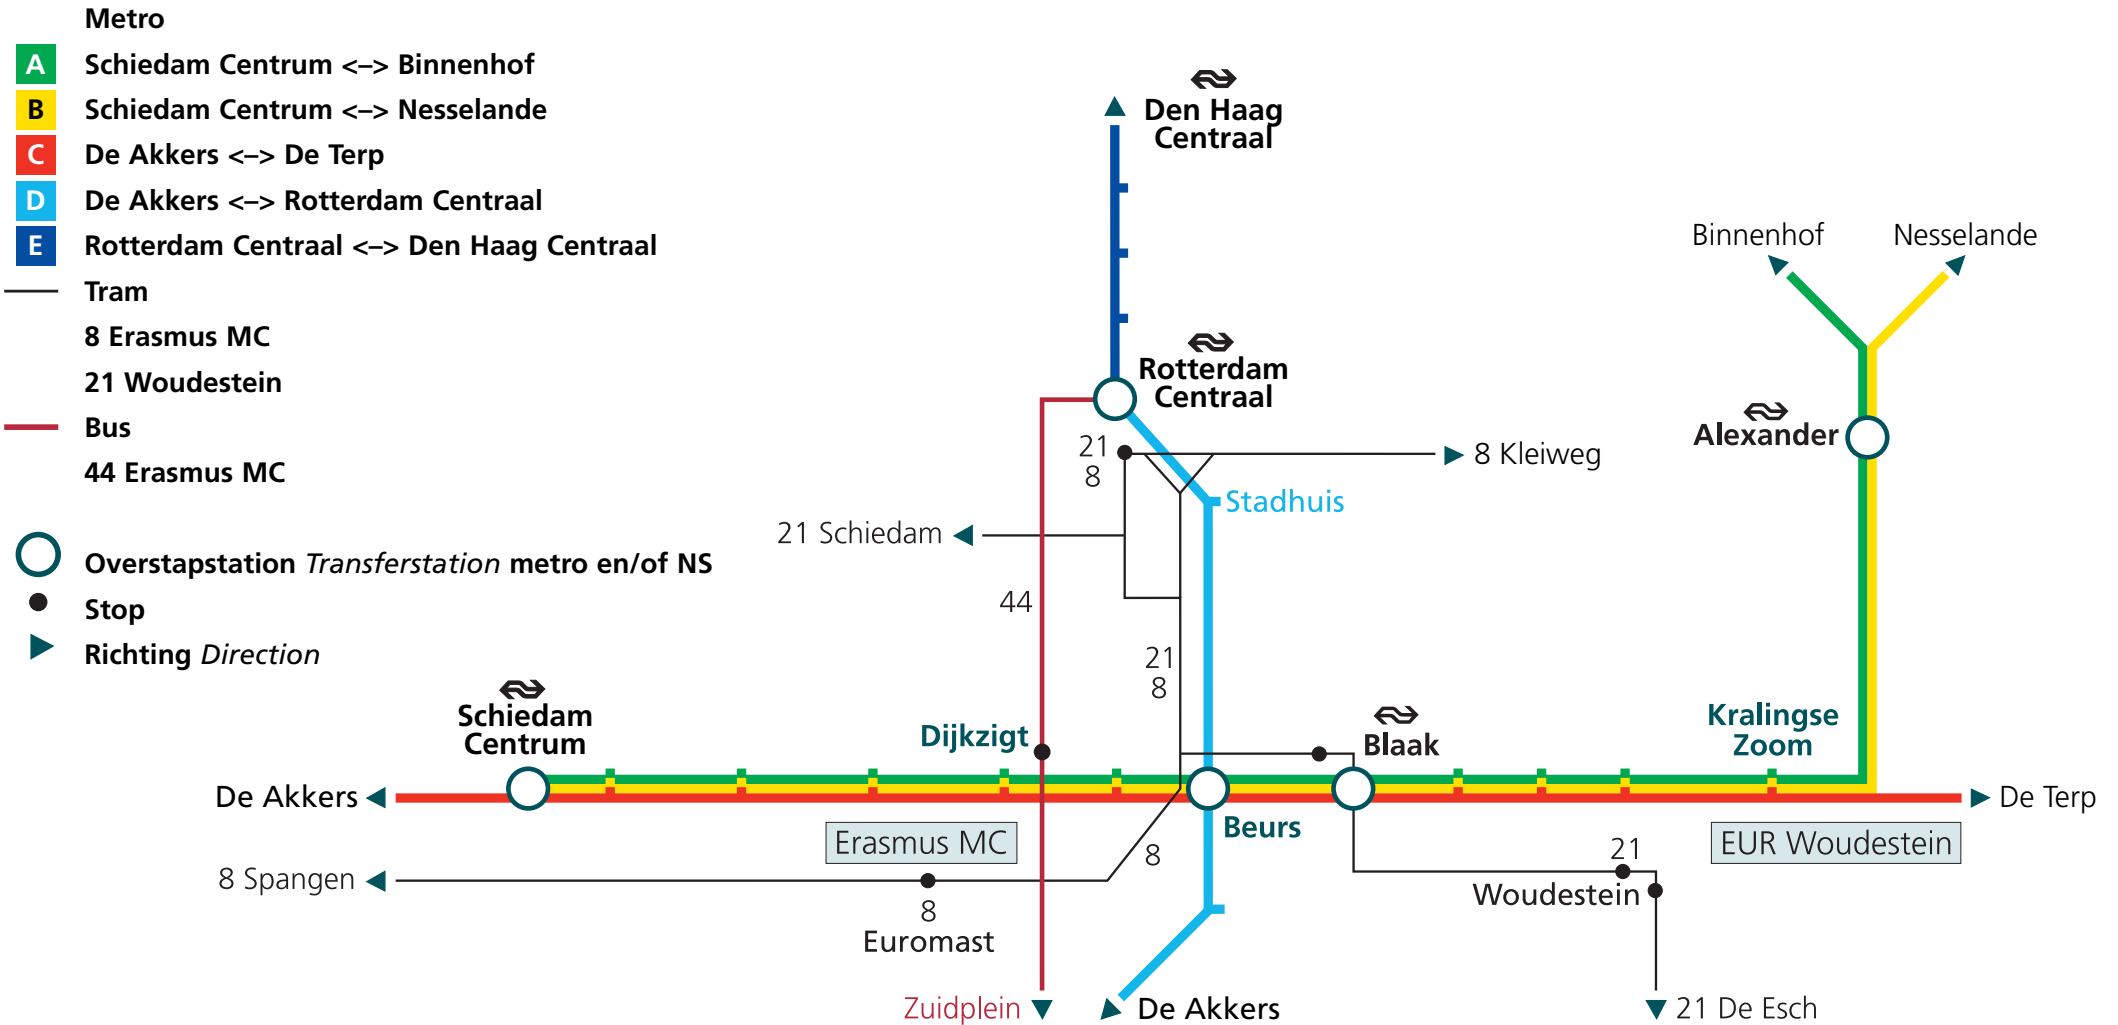 Metro
A Schiedam Centrum <–> Binnenhof
B Schiedam Centrum <–> Nesselande
C De Akkers <–> De Terp
D De Akkers <–> Rotterdam Centraal
E Rotterdam Centraal <–> Den Haag Centraal
Tram
8 Erasmus MC
21 Woudestein
Bus
44 Erasmus MC
Overstapstation Transferstation metro en/of NS
Stop
Richting Direction
Den Haag
Centraal
Binnenhof
Nesselande
Rotterdam
Centraal
Alexander
21
8
8 Kleiweg
Stadhuis
21 Schiedam
44
21
8
Schiedam
Centrum
Dijkzigt
Blaak
Kralingse
Zoom
De Akkers
De Terp
Beurs
Erasmus MC
8
21
EUR Woudestein
8 Spangen
8
Euromast
Woudestein
Zuidplein
De Akkers
21 De Esch